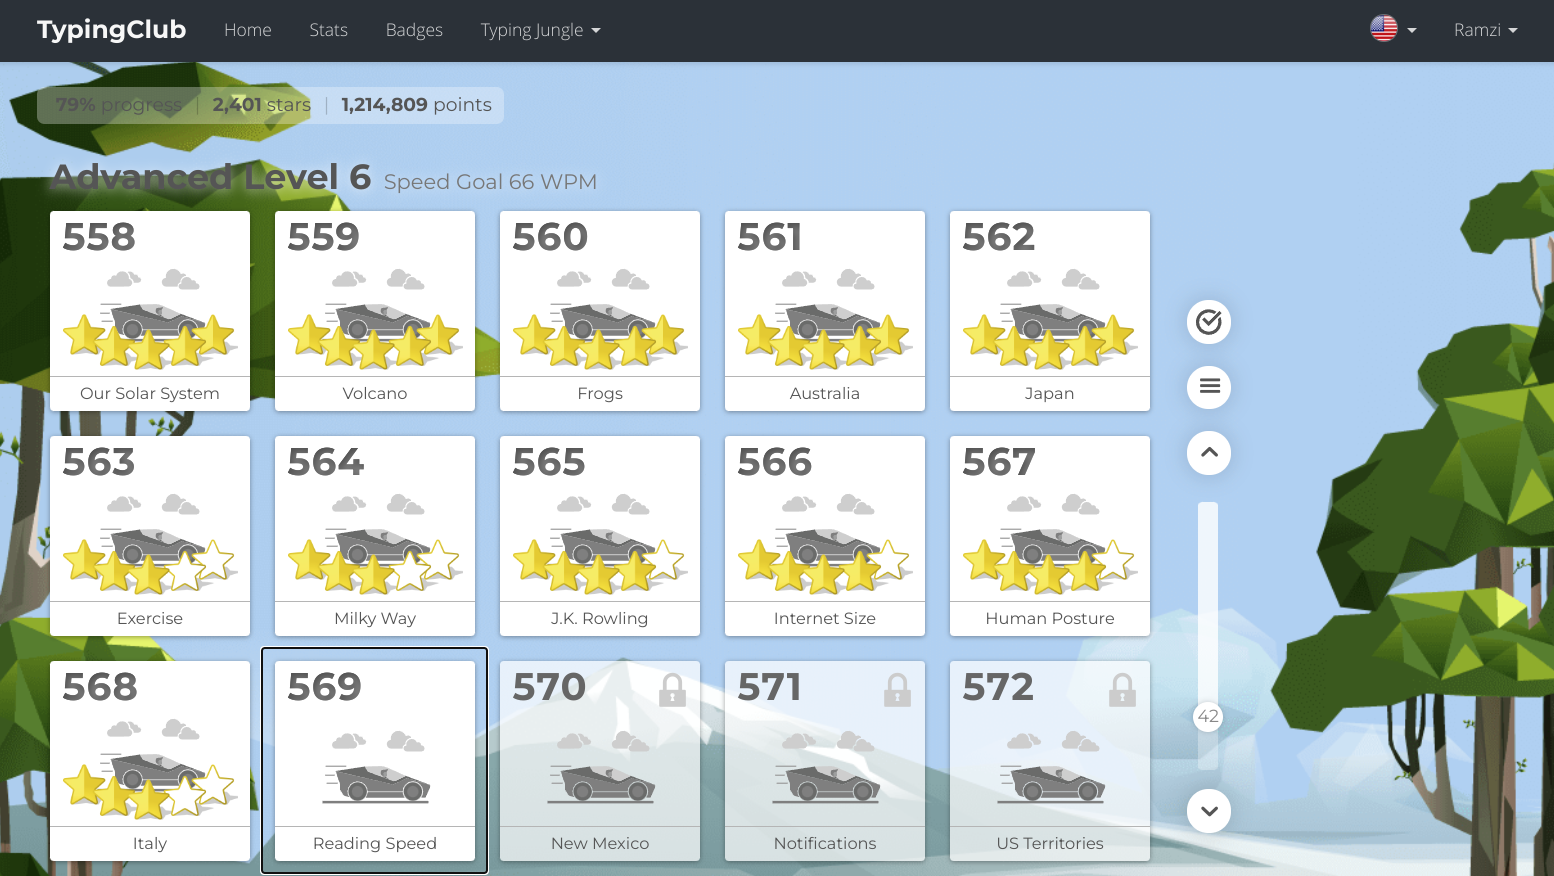 TypingClub Home Stats Badges Typing Jungle Ramzi
79% progress | 2,401 stars | 1,214,809 points
Advanced Level 6 Speed Goal 66 WPM
558 559 560 561 562
Our Solar System Volcano Frogs Australia Japan
563 564 565 566 567
Exercise Milky Way J.K. Rowling Internet Size Human Posture
568 569 570 571 572
42
Italy Reading Speed New Mexico Notifications US Territories